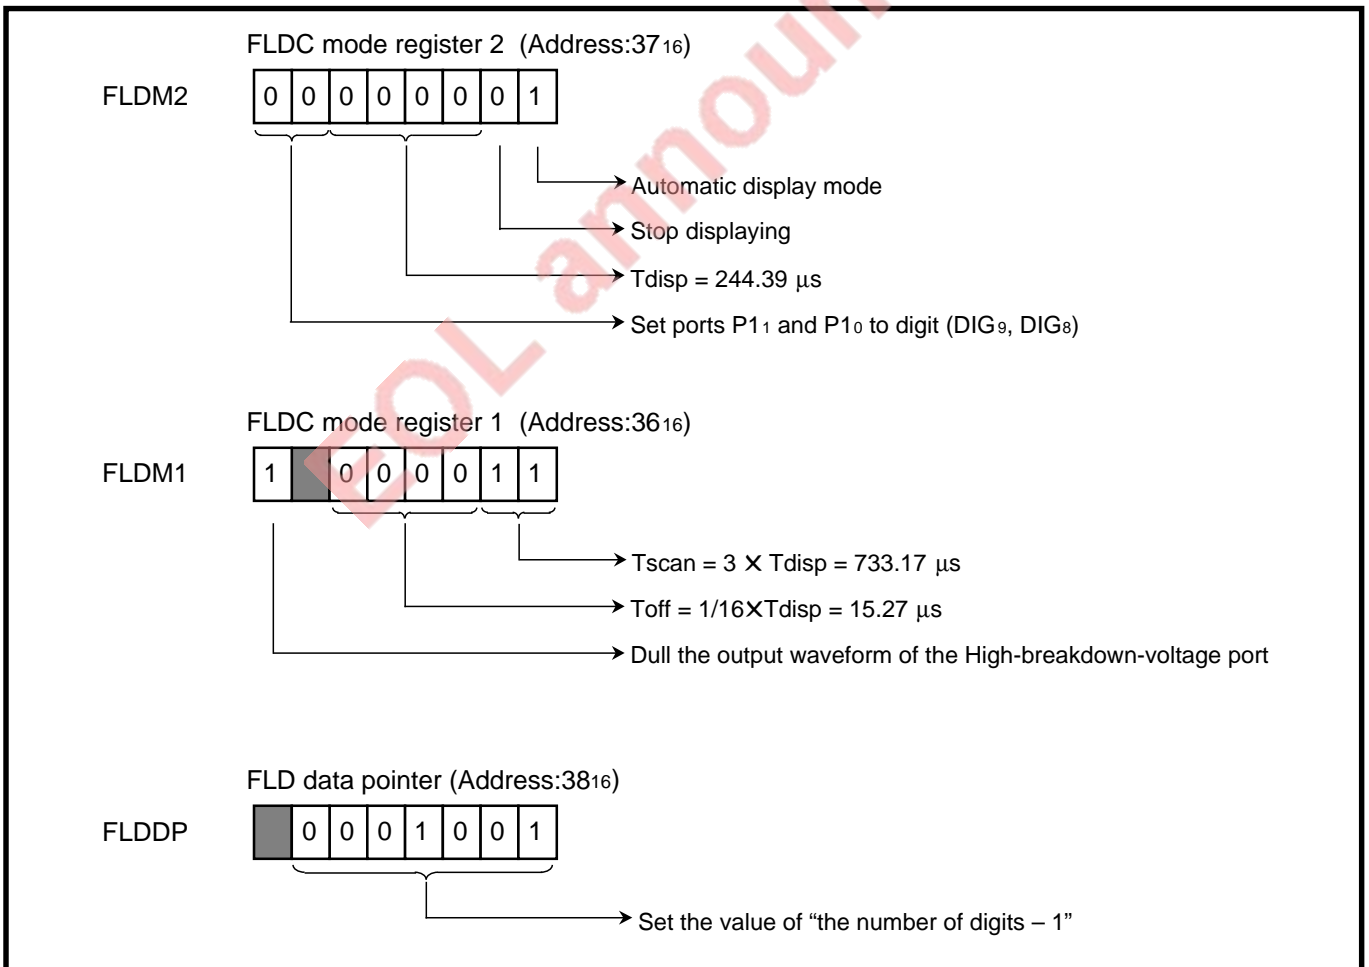 FLDC mode register 2 (Address:3716)
FLDM2 0 0 0 0 0 0 0 1
Automatic display mode
Stop displaying
Tdisp = 244.39 μs
Set ports P11 and P10 to digit (DIG9, DIG8)
FLDC mode register 1 (Address:3616)
FLDM1 1 0 0 0 0 1 1
Tscan = 3 × Tdisp = 733.17 μs
Toff = 1/16×Tdisp = 15.27 μs
Dull the output waveform of the High-breakdown-voltage port
FLD data pointer (Address:3816)
FLDDP 0 0 0 1 0 0 1
Set the value of “the number of digits – 1”
EOL announ